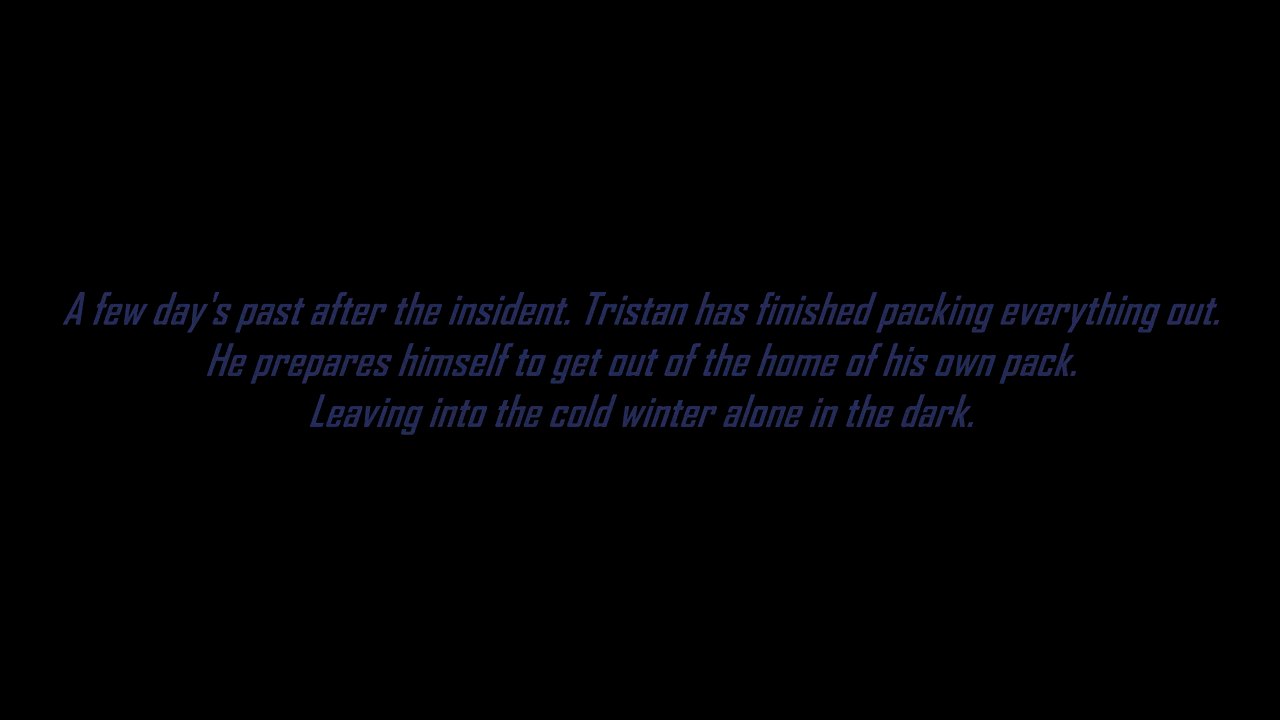 A few day's past after the insident. Tristan has finished packing everything out.
He prepares himself to get out of the home of his own pack.
Leaving into the cold winter alone in the dark.